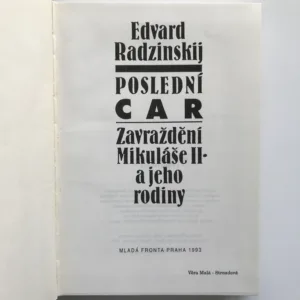 Edvard
Radzinskij
POSLEDNÍ
CAR
Zavraždění
Mikuláše II-
a jeho
rodiny
MLADÁ FRONTA-PRAHA 1993